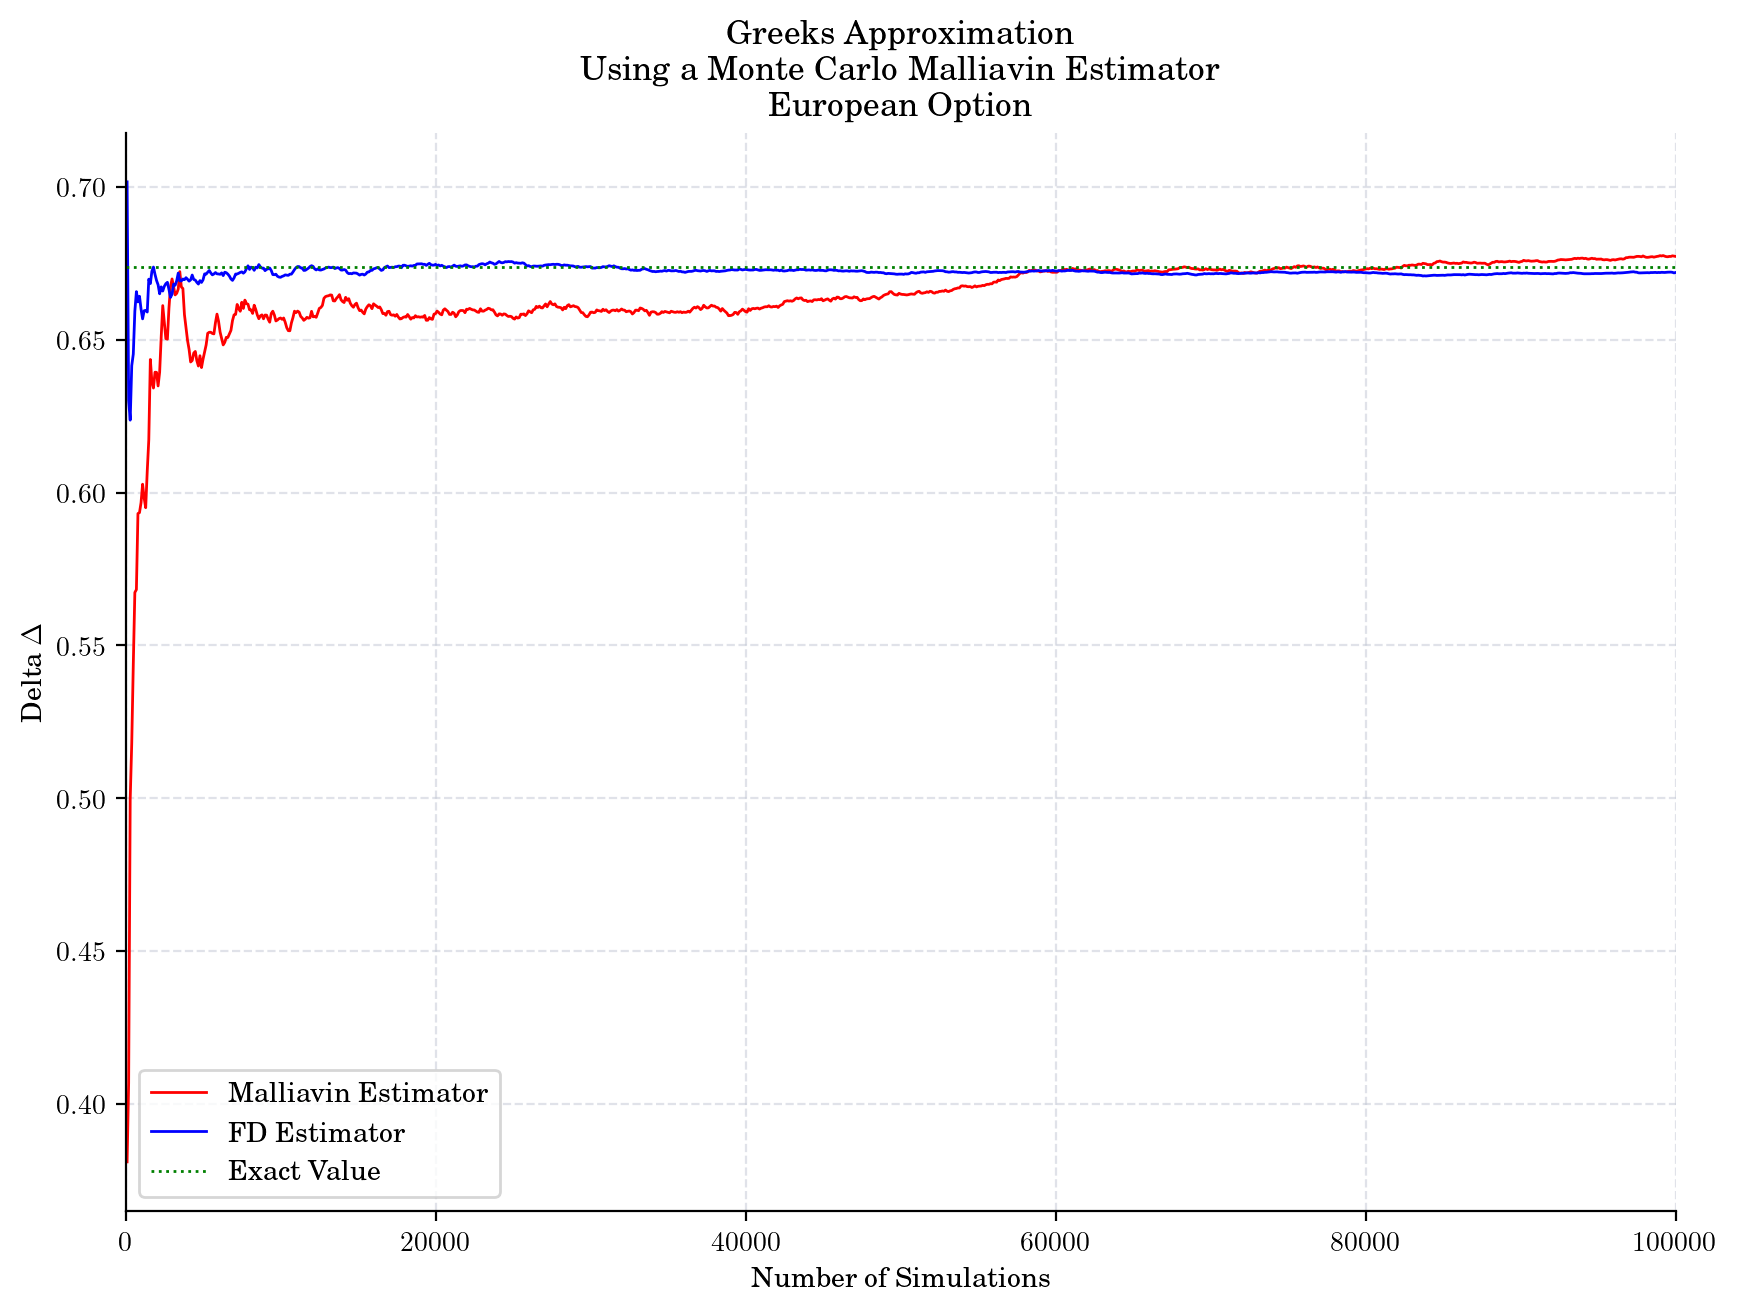 Greeks Approximation
Using a Monte Carlo Malliavin Estimator
European Option
0.70
0.65
0.60
0.55
0.50
0.45
0.40
Delta Δ
Malliavin Estimator
FD Estimator
Exact Value
0
20000
40000
60000
80000
100000
Number of Simulations